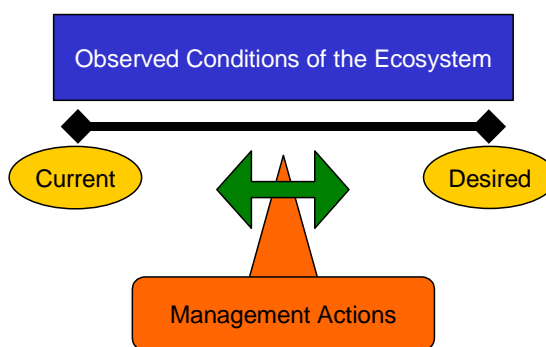 Observed Conditions of the Ecosystem
Current
Desired
Management Actions